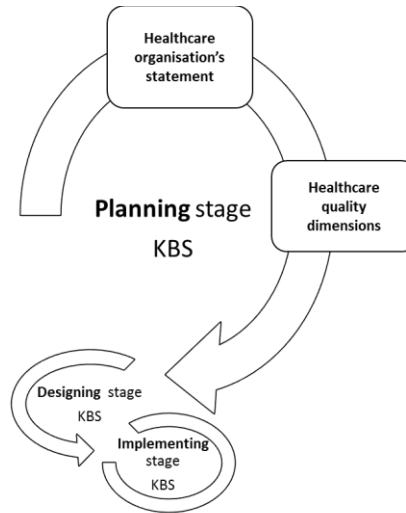 Healthcare
organisation's
statement
Planning stage
KBS
Healthcare
quality
dimensions
Designing stage
KBS
Implementing
stage
KBS